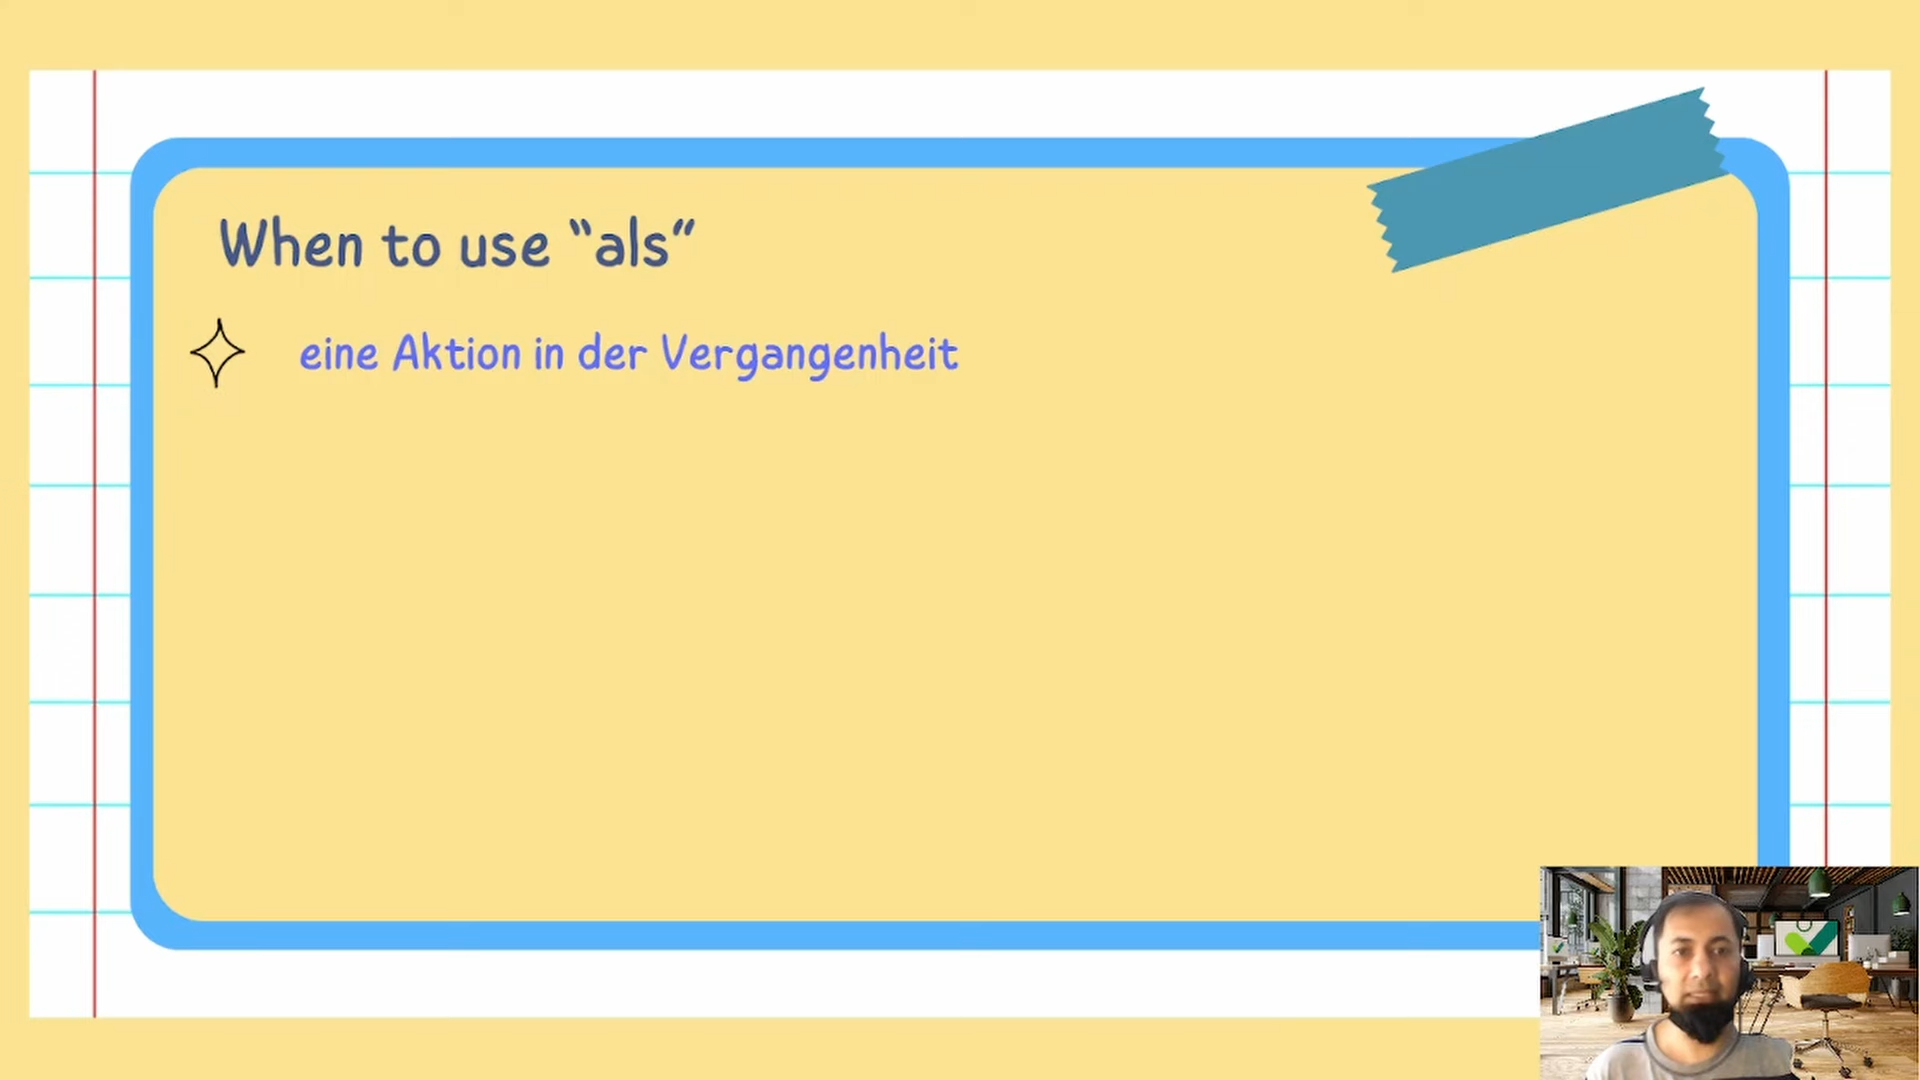 When to use “als“
eine Aktion in der Vergangenheit